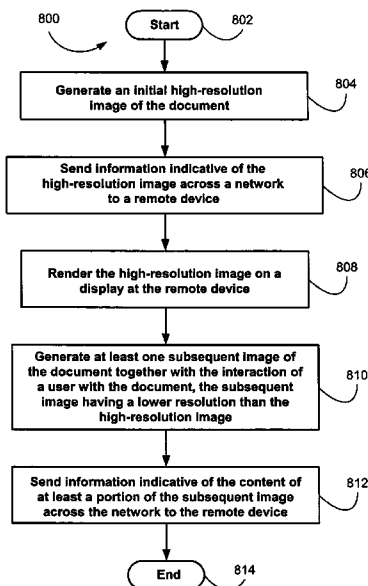 800
Start
802
Generate an initial high-resolution
image of the document
804
Send information indicative of the
high-resolution image across a network
to a remote device
806
Render the high-resolution image on a
display at the remote device
808
Generate at least one subsequent image of
the document together with the interaction of
a user with the document, the subsequent
image having a lower resolution than the
high-resolution image
810
Send information indicative of the content of
at least a portion of the subsequent image
across the network to the remote device
812
End
814